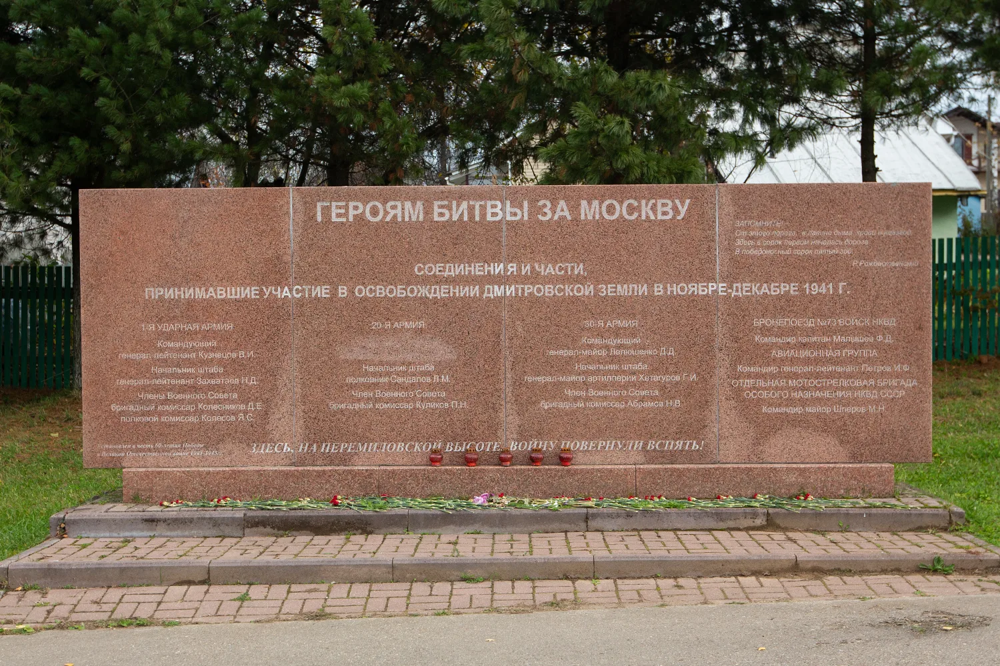 ГЕРОЯМ БИТВЫ ЗА МОСКВУ
ЗАПОМНИТЕ!
От этого порога, в лавине дыма, крови и
Здесь в сорок первом началась дорога
В победоносный сорок пятый год.
Р.Рождественский
СОЕДИНЕНИЯ И ЧАСТИ,
ПРИНИМАВШИЕ УЧАСТИЕ В ОСВОБОЖДЕНИИ ДМИТРОВСКОЙ ЗЕМЛИ В НОЯБРЕ-ДЕКАБРЕ 1941 Г.
1-Я УДАРНАЯ АРМИЯ
Командующий
генерал-лейтенант Кузнецов В.И.
Начальник штаба
генерал-лейтенант Захватаев Н.Д.
Члены Военного Совета
бригадный комиссар Колесников Д.Е.
полковой комиссар Колесов Я.С.
20-Я АРМИЯ
Начальник штаба
полковник Сандалов Л.М.
Член Военного Совета
бригадный комиссар Куликов П.Н.
30-Я АРМИЯ
Командующий
генерал-майор Лелюшенко Д.Д.
Начальник штаба
генерал-майор артиллерии Хетагуров Г.И.
Член Военного Совета
бригадный комиссар Абрамов Н.В.
БРОНЕПОЕЗД №73 ВОЙСК НКВД
Командир капитан Малышев Ф.Д.
АВИАЦИОННАЯ ГРУППА
Командир генерал-лейтенант Петров И.Ф.
ОТДЕЛЬНАЯ МОТОСТРЕЛКОВАЯ БРИГАДА
ОСОБОГО НАЗНАЧЕНИЯ НКВД СССР
Командир майор Шперов М.Н.
Установлен в честь 60-летия Победы
в Великой Отечественной войне 1941-1945г.г.
ЗДЕСЬ, НА ПЕРЕМИЛОВСКОЙ ВЫСОТЕ, ВОЙНУ ПОВЕРНУЛИ ВСПЯТЬ!